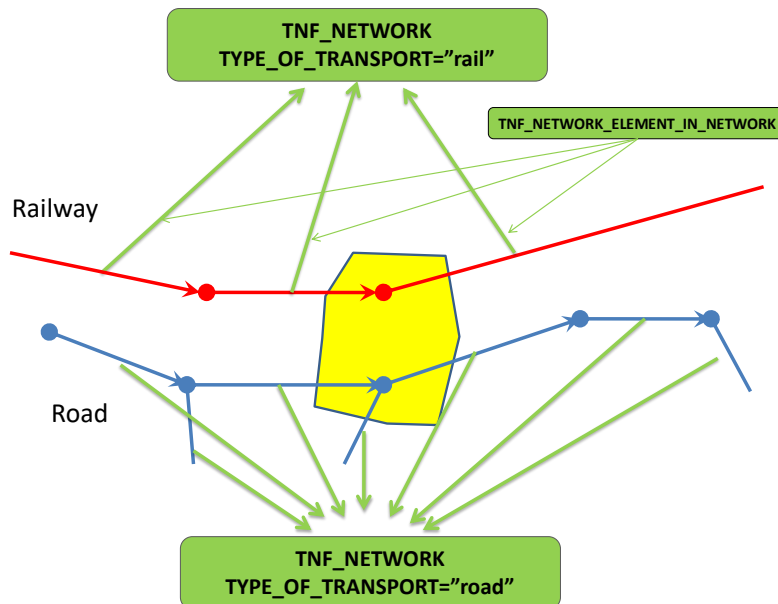 TNF_NETWORK
TYPE_OF_TRANSPORT=”rail”
TNF_NETWORK_ELEMENT_IN_NETWORK
Railway
Road
TNF_NETWORK
TYPE_OF_TRANSPORT=”road”